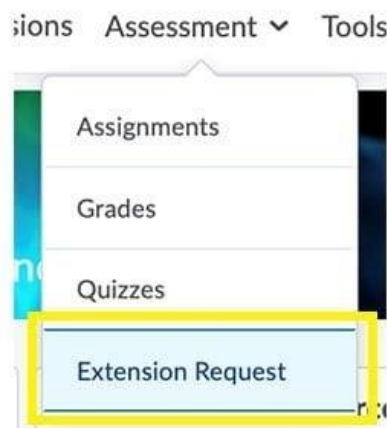 Assessment Tools
Assignments
Grades
Quizzes
Extension Request